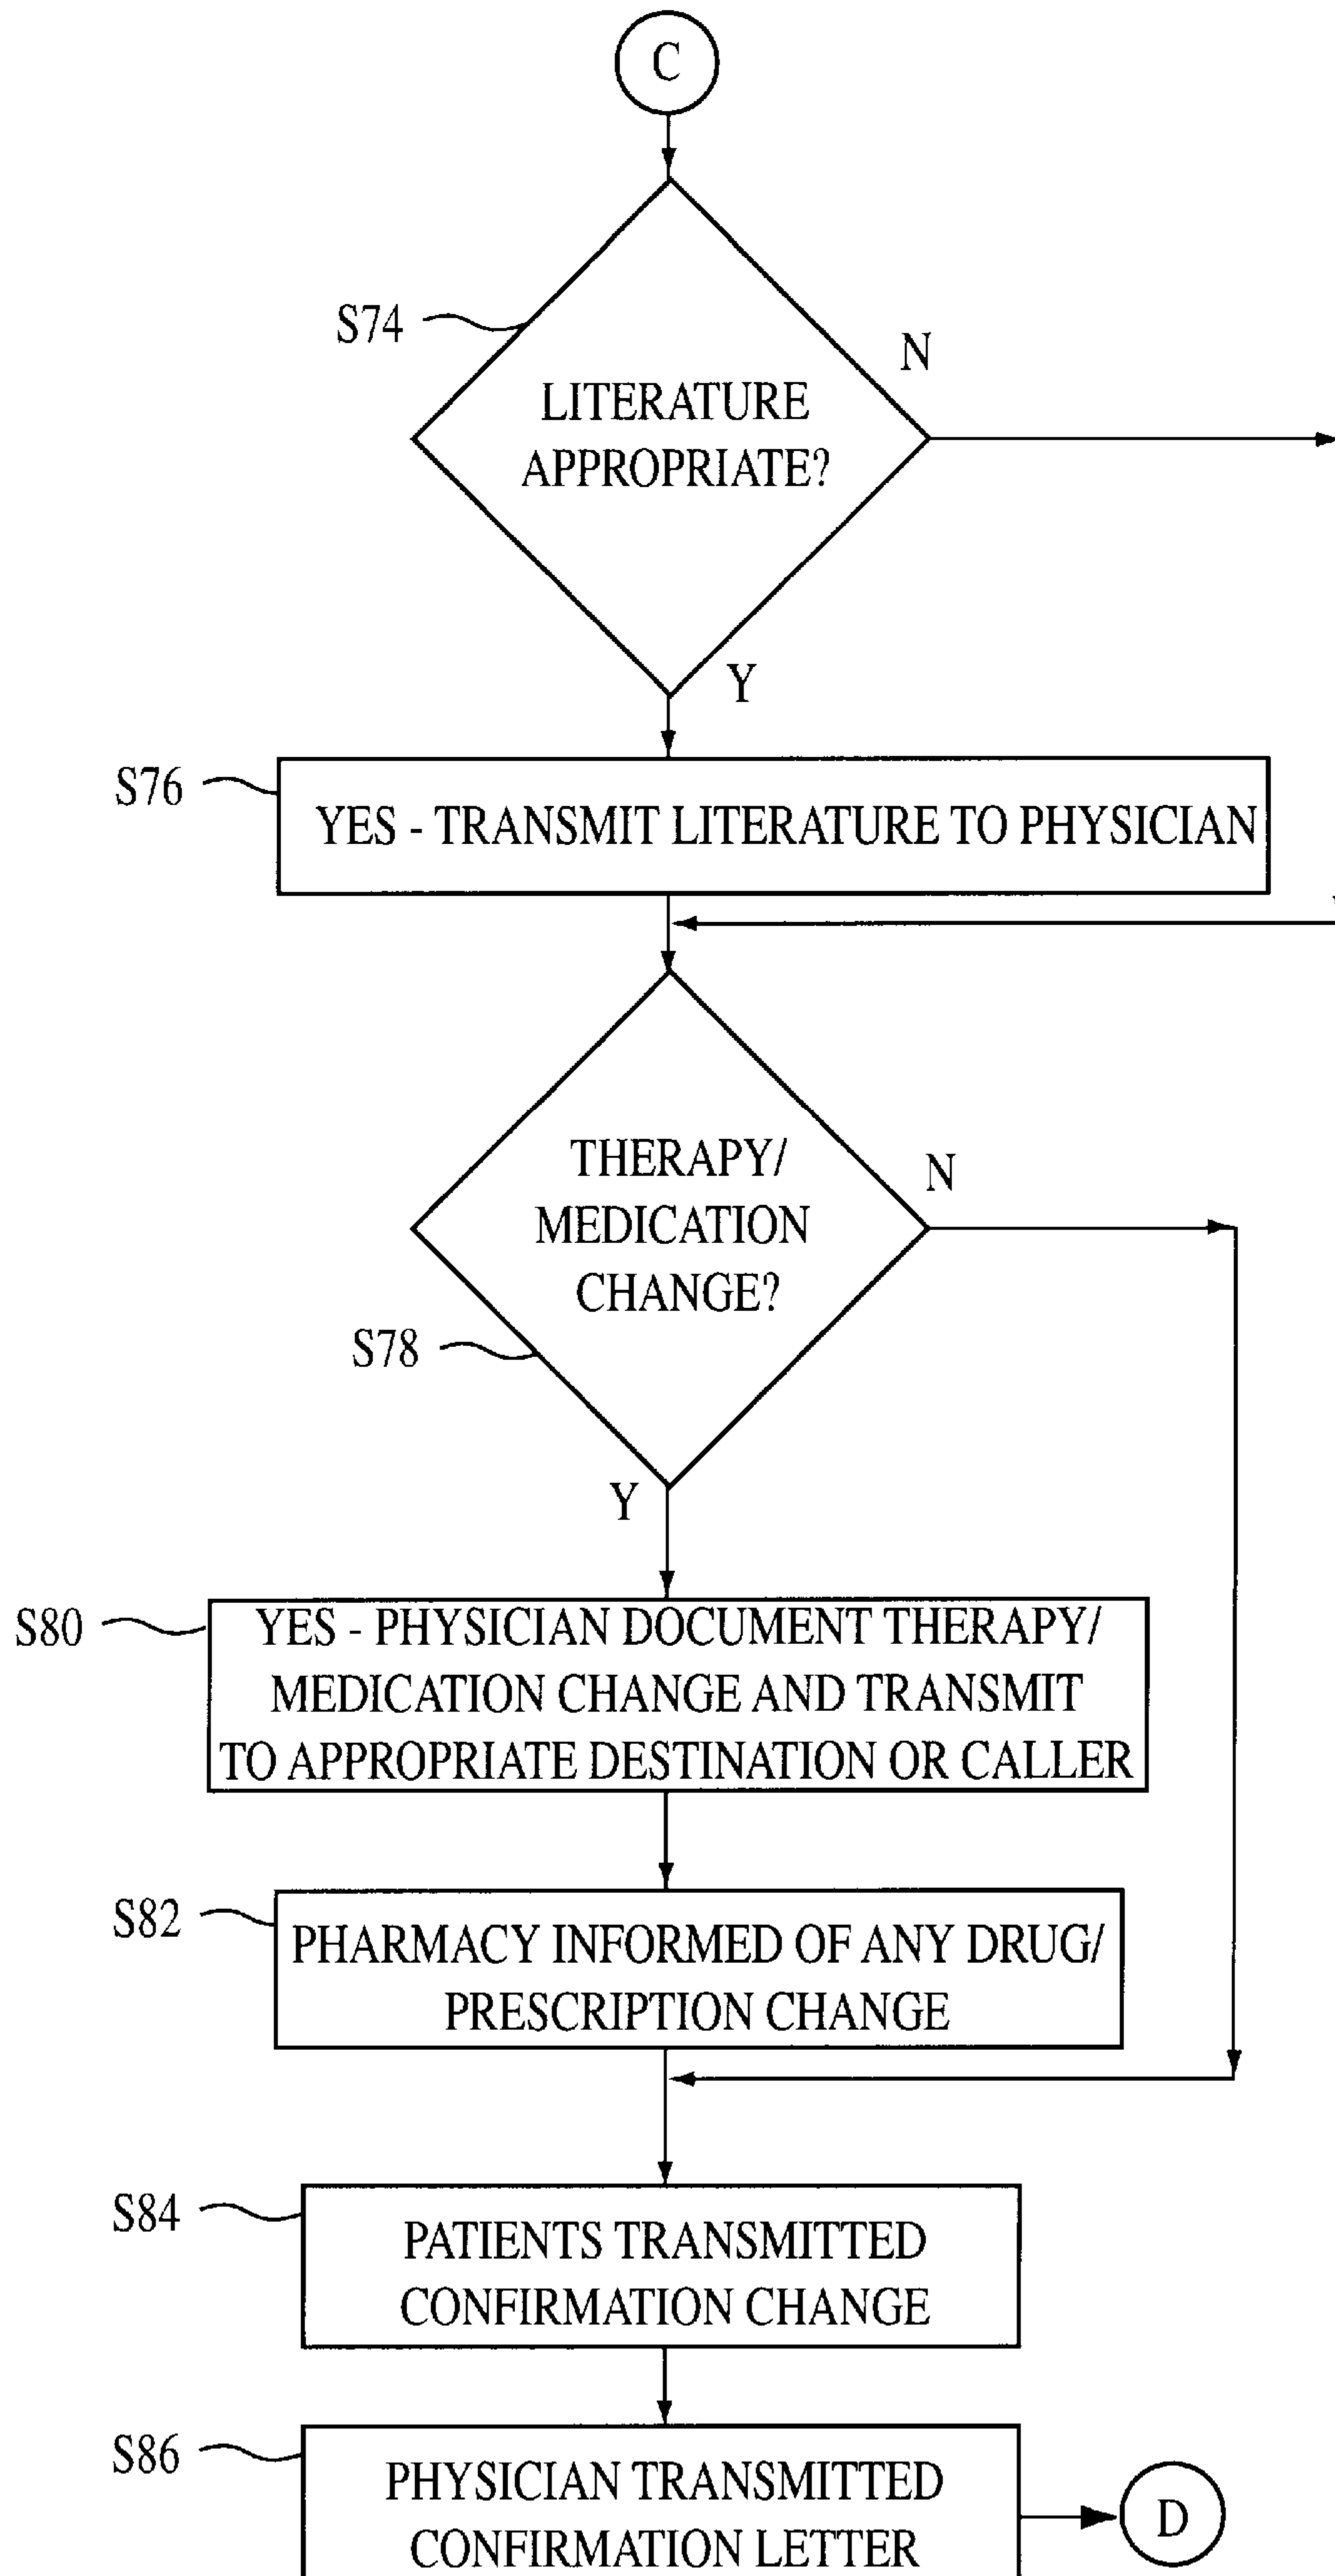 C
S74
N
LITERATURE
APPROPRIATE?
Y
S76
YES - TRANSMIT LITERATURE TO PHYSICIAN
THERAPY/
MEDICATION
CHANGE?
N
S78
Y
S80
YES - PHYSICIAN DOCUMENT THERAPY/
MEDICATION CHANGE AND TRANSMIT
TO APPROPRIATE DESTINATION OR CALLER
S82
PHARMACY INFORMED OF ANY DRUG/
PRESCRIPTION CHANGE
S84
PATIENTS TRANSMITTED
CONFIRMATION CHANGE
S86
PHYSICIAN TRANSMITTED
CONFIRMATION LETTER
D